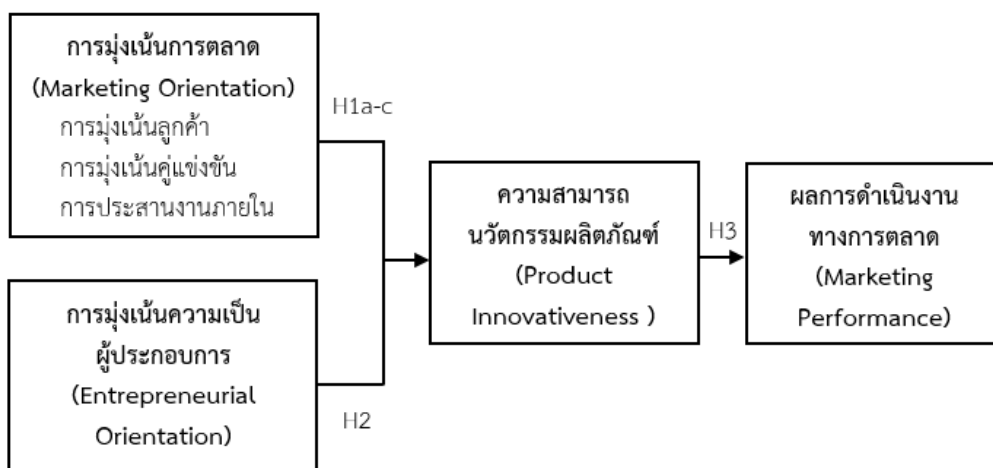 การมุ่งเน้นการตลาด
(Marketing Orientation)
การมุ่งเน้นลูกค้า
การมุ่งเน้นคู่แข่งขัน
การประสานงานภายใน
H1a-c
การมุ่งเน้นความเป็น
ผู้ประกอบการ
(Entrepreneurial
Orientation)
H2
ความสามารถ
นวัตกรรมผลิตภัณฑ์
(Product
Innovativeness )
H3
ผลการดำเนินงาน
ทางการตลาด
(Marketing
Performance)